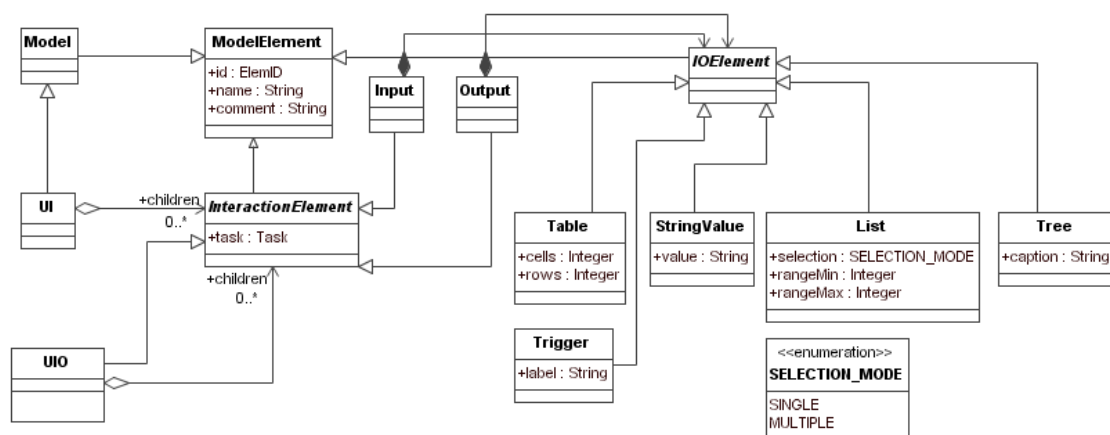 Model
ModelElement
+id : ElemID
+name : String
+comment : String
Input
Output
IOElement
UI
+children
0..*
InteractionElement
+task : Task
+children
0..*
UIO
Table
+cells : Integer
+rows : Integer
StringValue
+value : String
List
+selection : SELECTION_MODE
+rangeMin : Integer
+rangeMax : Integer
Tree
+caption : String
Trigger
+label : String
<<enumeration>>
SELECTION_MODE
SINGLE
MULTIPLE